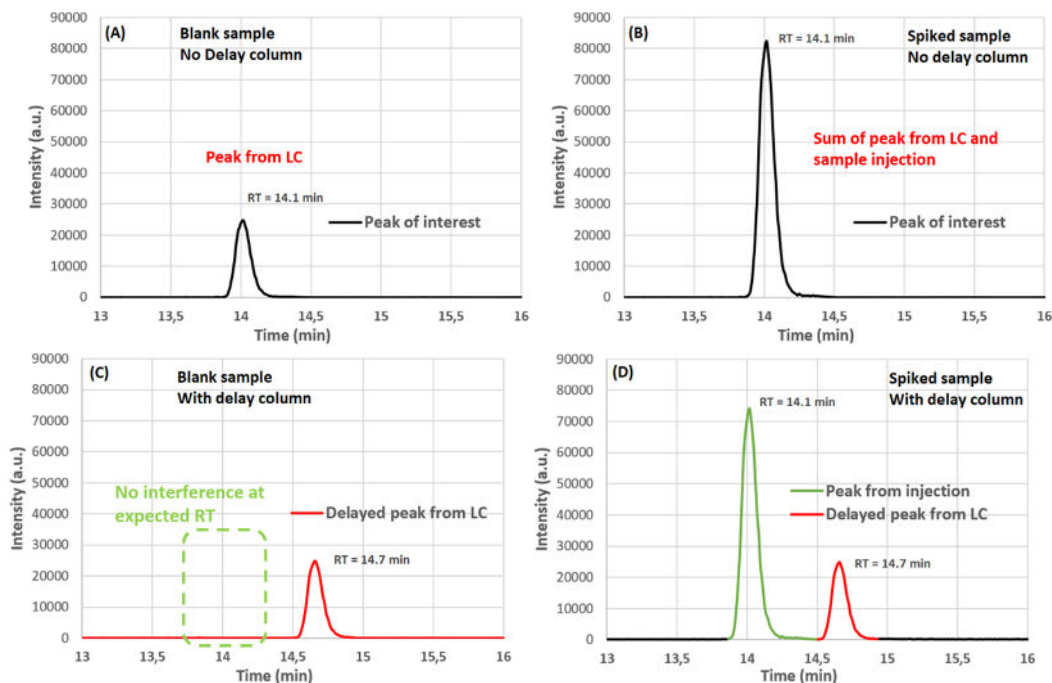 (A)
Blank sample
No Delay column
Peak from LC
RT = 14.1 min
Peak of interest
Intensity (a.u.)
90000
80000
70000
60000
50000
40000
30000
20000
10000
0
13
13,5
14
14,5
15
15,5
16
Time (min)
(B)
RT = 14.1 min
Spiked sample
No delay column
Sum of peak from LC and
sample injection
Peak of interest
Intensity (a.u.)
90000
80000
70000
60000
50000
40000
30000
20000
10000
0
13
13,5
14
14,5
15
15,5
16
Time (min)
(C)
Blank sample
With delay column
No interference at
expected RT
Delayed peak from LC
RT = 14.7 min
Intensity (a.u.)
90000
80000
70000
60000
50000
40000
30000
20000
10000
0
13
13,5
14
14,5
15
15,5
16
Time (min)
(D)
Spiked sample
With delay column
RT = 14.1 min
Peak from injection
Delayed peak from LC
RT = 14.7 min
Intensity (a.u.)
90000
80000
70000
60000
50000
40000
30000
20000
10000
0
13
13,5
14
14,5
15
15,5
16
Time (min)